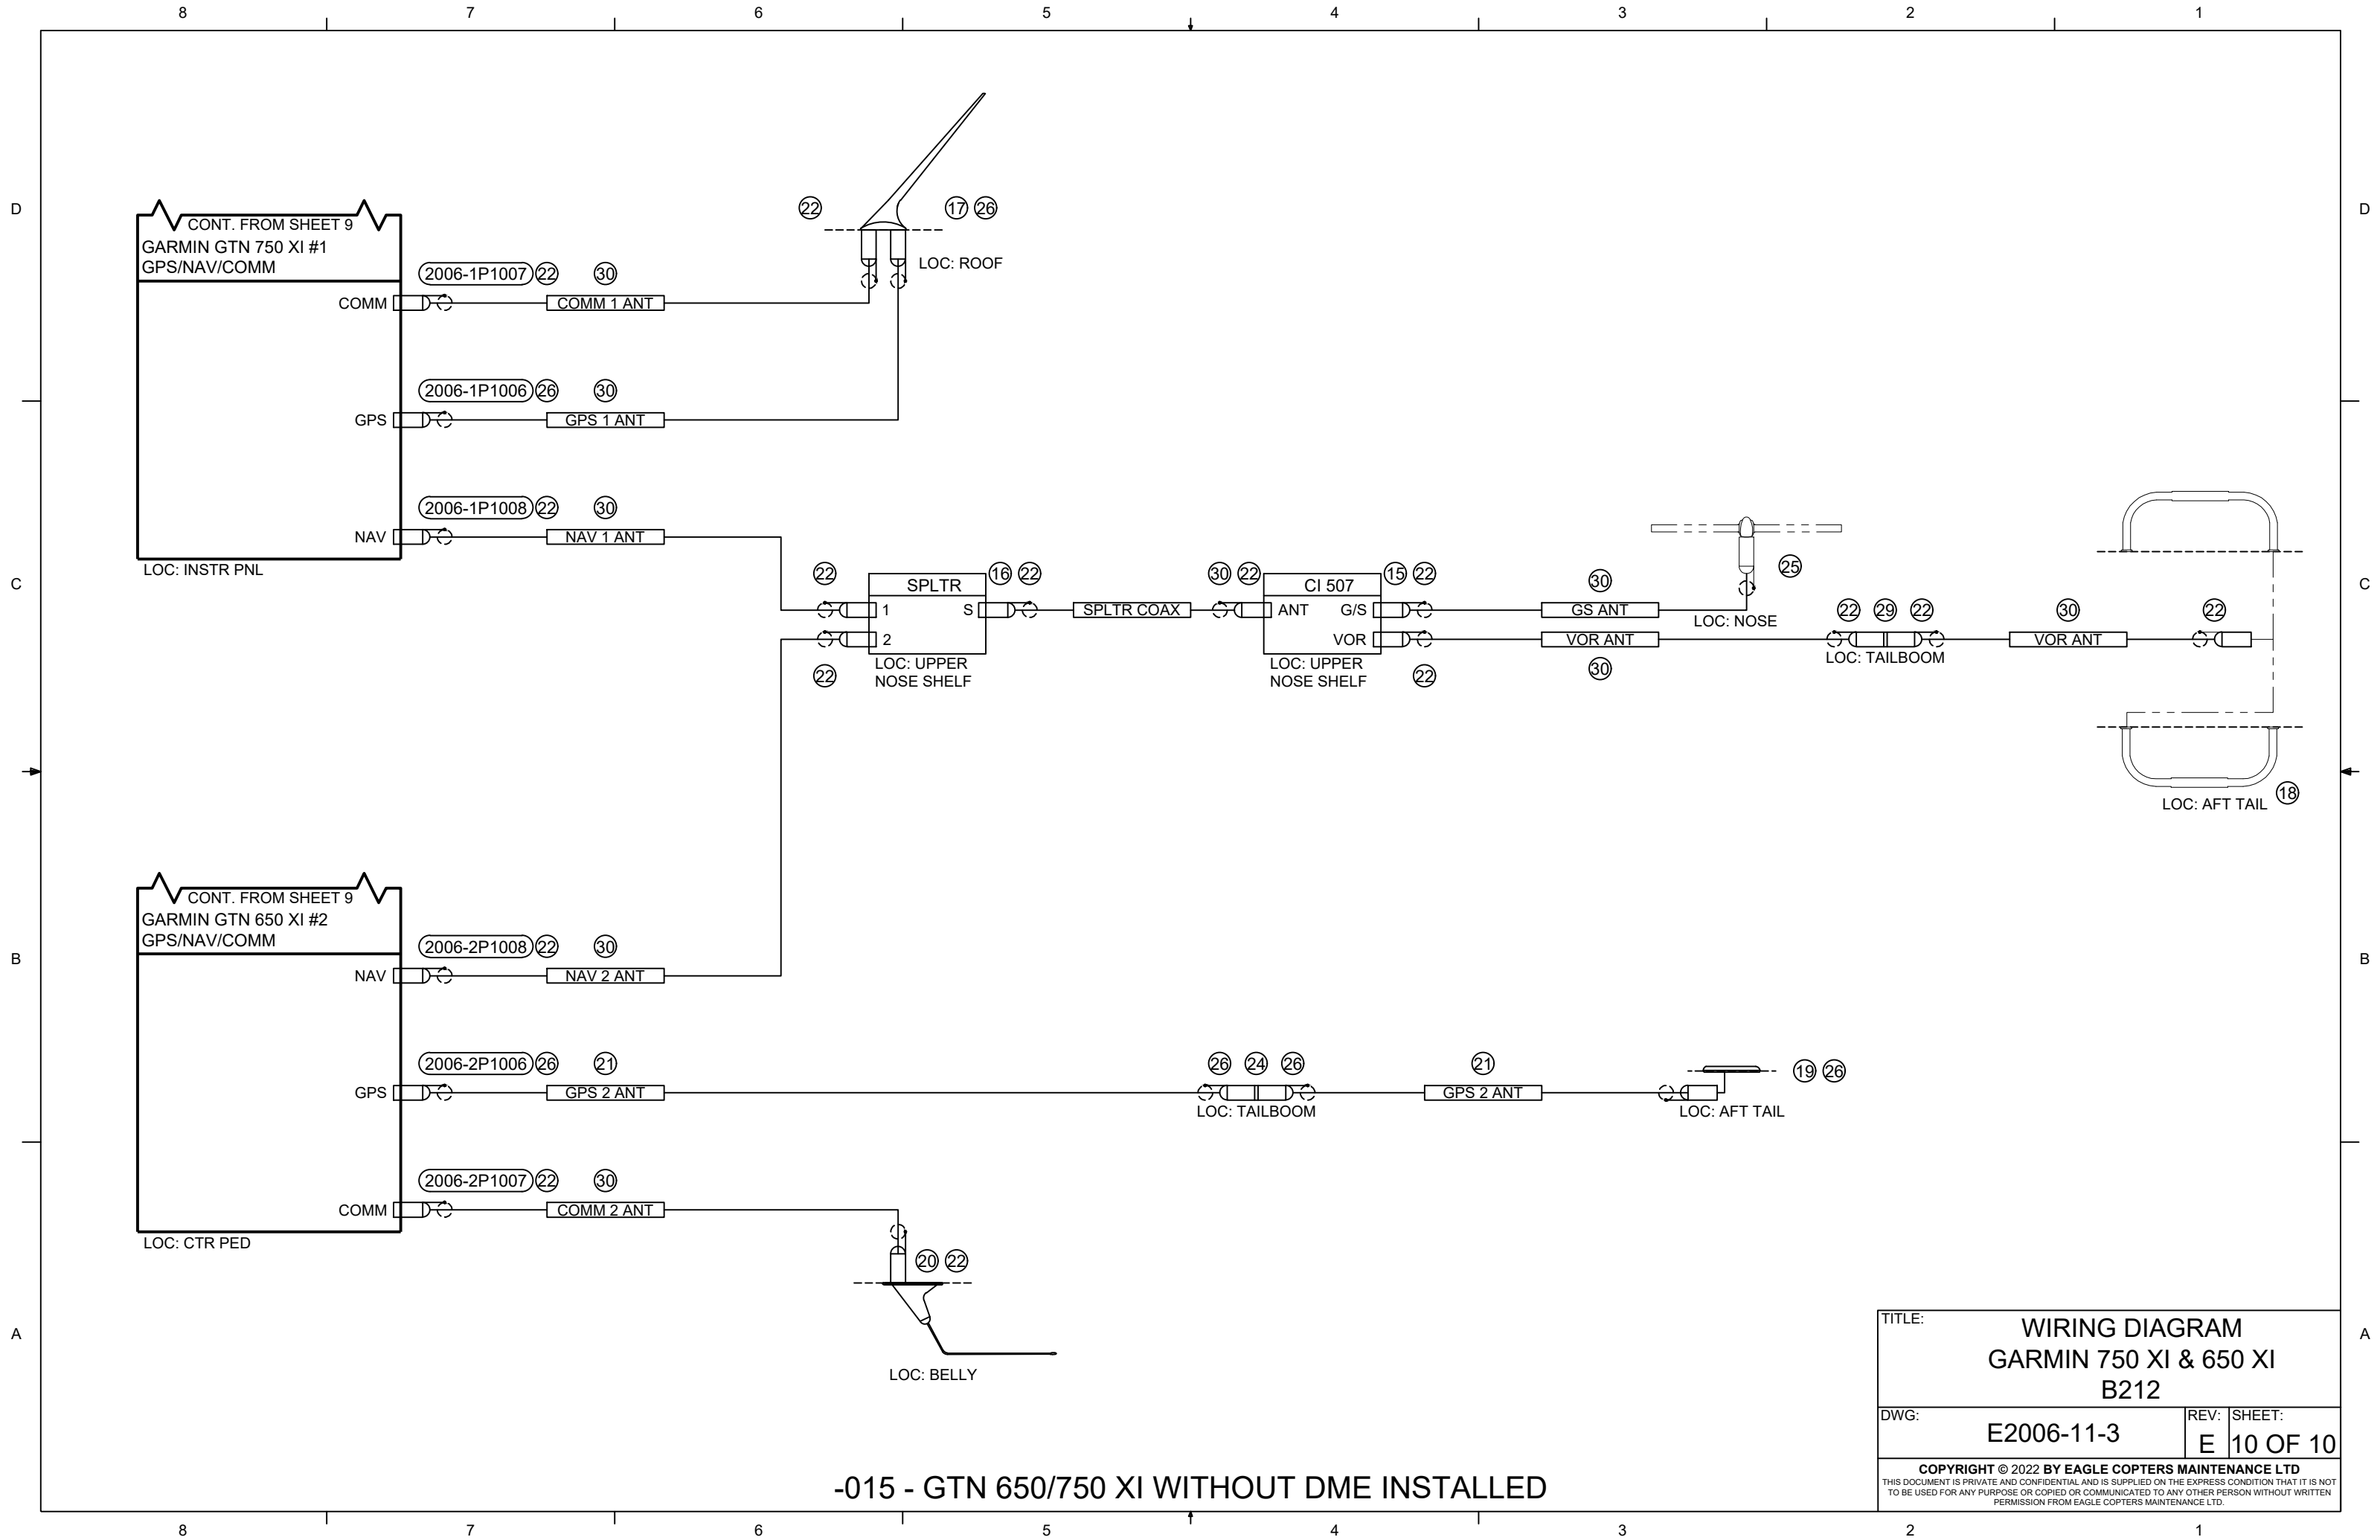 8 7 6 5 4 3 2 1
D
D
CONT. FROM SHEET 9
GARMIN GTN 750 XI #1
GPS/NAV/COMM
22
17 26
LOC: ROOF
2006-1P1007 22 30
COMM
COMM 1 ANT
2006-1P1006 26 30
GPS
GPS 1 ANT
2006-1P1008 22 30
NAV
NAV 1 ANT
LOC: INSTR PNL
C
C
22
SPLTR
16 22
1
S
2
22
LOC: UPPER
NOSE SHELF
SPLTR COAX
30 22
CI 507
15 22
ANT
G/S
VOR
22
LOC: UPPER
NOSE SHELF
30
GS ANT
25
LOC: NOSE
VOR ANT
30
22 29 22
LOC: TAILBOOM
30
VOR ANT
22
LOC: AFT TAIL
18
CONT. FROM SHEET 9
GARMIN GTN 650 XI #2
GPS/NAV/COMM
B
B
2006-2P1008 22 30
NAV
NAV 2 ANT
2006-2P1006 26 21
GPS
GPS 2 ANT
26 24 26
LOC: TAILBOOM
21
GPS 2 ANT
19 26
LOC: AFT TAIL
2006-2P1007 22 30
COMM
COMM 2 ANT
LOC: CTR PED
20 22
LOC: BELLY
A
A
TITLE:
WIRING DIAGRAM
GARMIN 750 XI & 650 XI
B212
DWG:
E2006-11-3
REV:
E
SHEET:
10 OF 10
COPYRIGHT © 2022 BY EAGLE COPTERS MAINTENANCE LTD
THIS DOCUMENT IS PRIVATE AND CONFIDENTIAL AND IS SUPPLIED ON THE EXPRESS CONDITION THAT IT IS NOT
TO BE USED FOR ANY PURPOSE OR COPIED OR COMMUNICATED TO ANY OTHER PERSON WITHOUT WRITTEN
PERMISSION FROM EAGLE COPTERS MAINTENANCE LTD.
-015 - GTN 650/750 XI WITHOUT DME INSTALLED
8 7 6 5 4 3 2 1